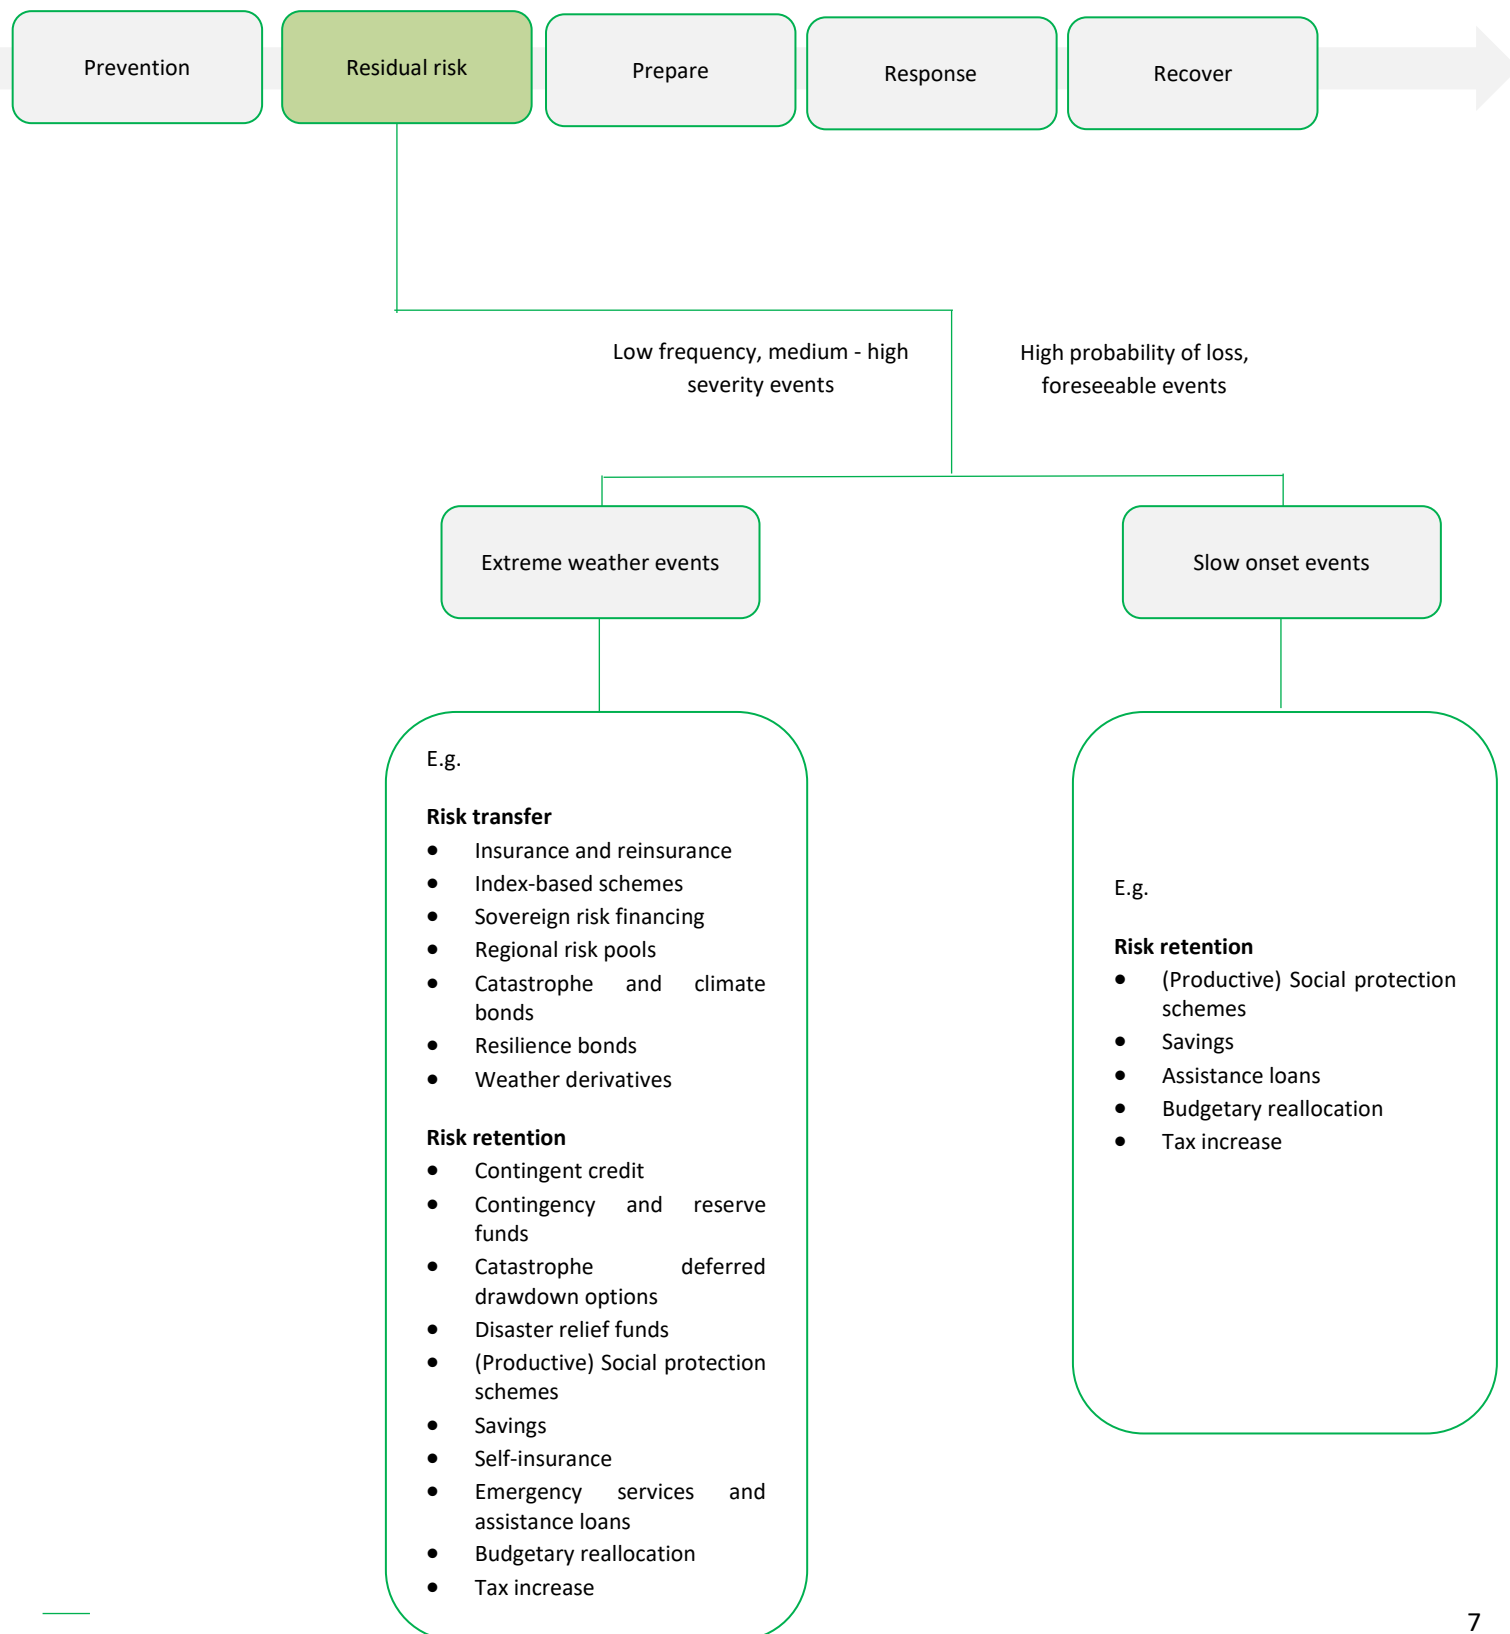 Prevention
Residual risk
Prepare
Response
Recover
Low frequency, medium - high
severity events
High probability of loss,
foreseeable events
Extreme weather events
Slow onset events
E.g.
Risk transfer
● Insurance and reinsurance
● Index-based schemes
● Sovereign risk financing
● Regional risk pools
● Catastrophe and climate
bonds
● Resilience bonds
● Weather derivatives
Risk retention
● Contingent credit
● Contingency and reserve
funds
● Catastrophe deferred
drawdown options
● Disaster relief funds
● (Productive) Social protection
schemes
● Savings
● Self-insurance
● Emergency services and
assistance loans
● Budgetary reallocation
● Tax increase
E.g.
Risk retention
● (Productive) Social protection
schemes
● Savings
● Assistance loans
● Budgetary reallocation
● Tax increase
7